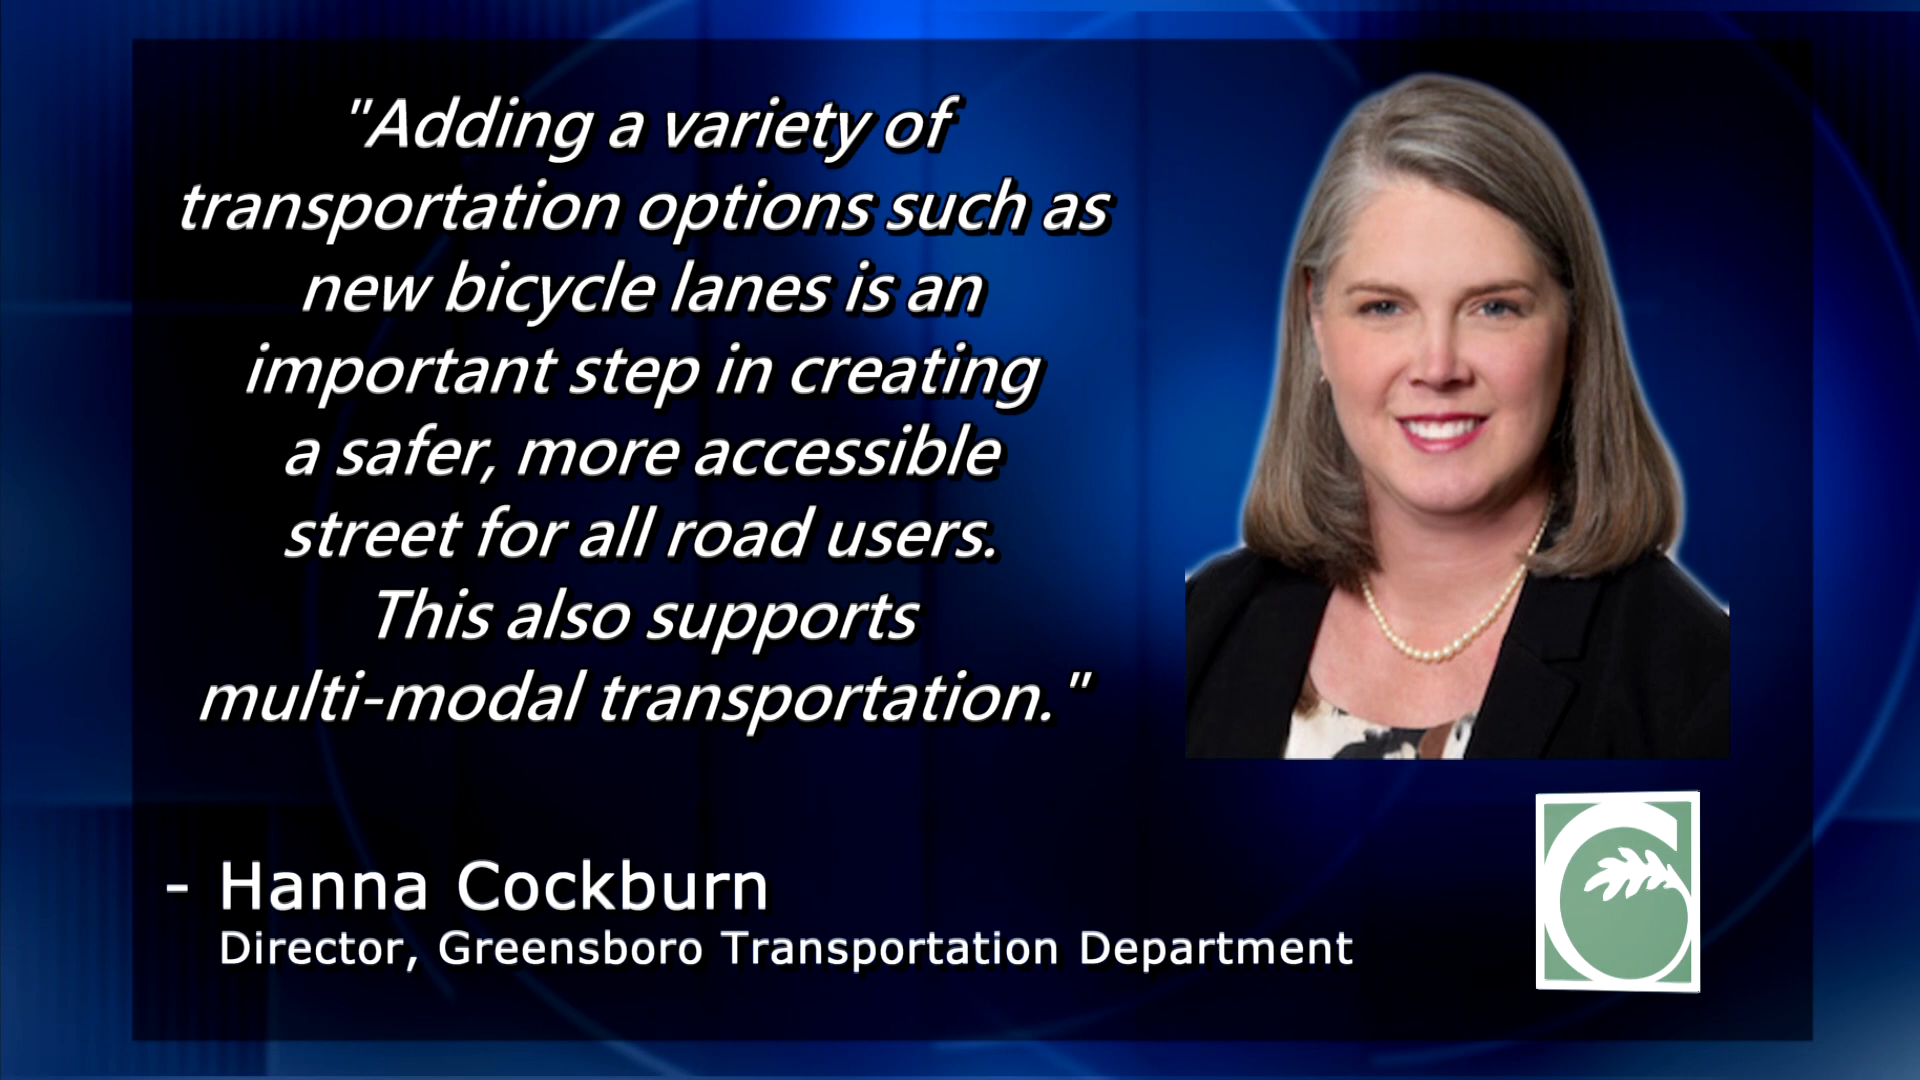 "Adding a variety of
transportation options such as
new bicycle lanes is an
important step in creating
a safer, more accessible
street for all road users.
This also supports
multi-modal transportation."
- Hanna Cockburn
Director, Greensboro Transportation Department